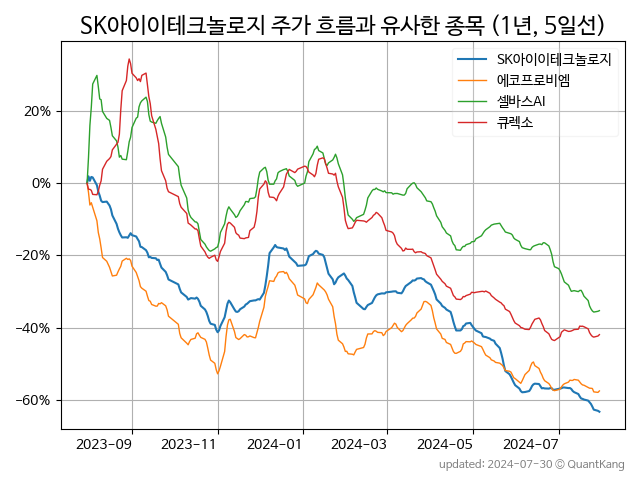 SK아이이테크놀로지 주가 흐름과 유사한 종목 (1년, 5일선)
SK아이이테크놀로지
에코프로비엠
셀바스AI
큐렉소
20%
0%
−20%
−40%
−60%
2023−09
2023−11
2024−01
2024−03
2024−05
2024−07
updated: 2024-07-30 © QuantKang